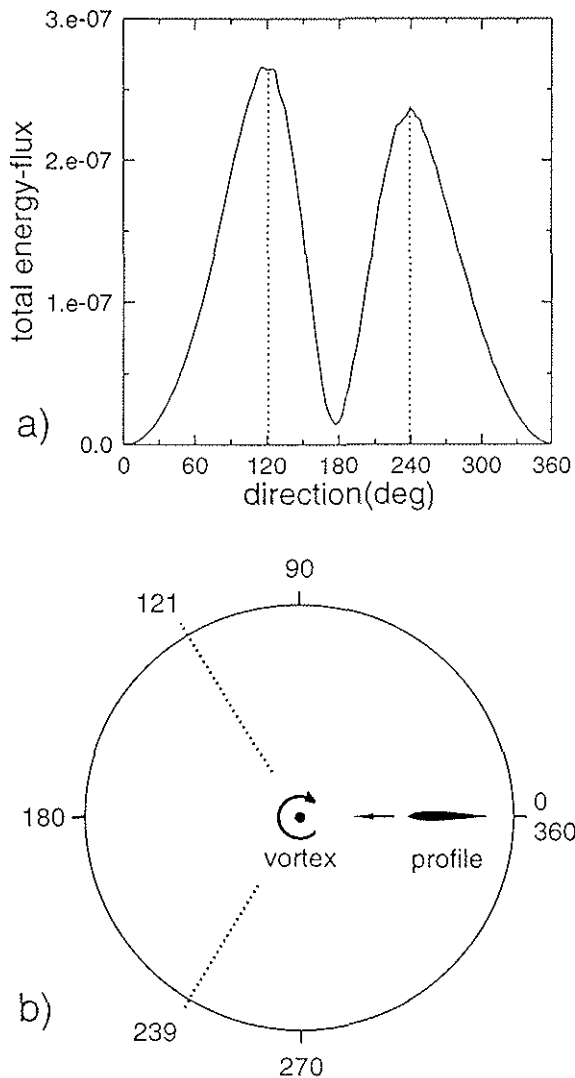 3.e-07
2.e-07
1.e-07
0.0
total energy-flux
a)
0 60 120 180 240 300 360
direction(deg)
90
121
180
0
360
vortex
profile
b)
239
270